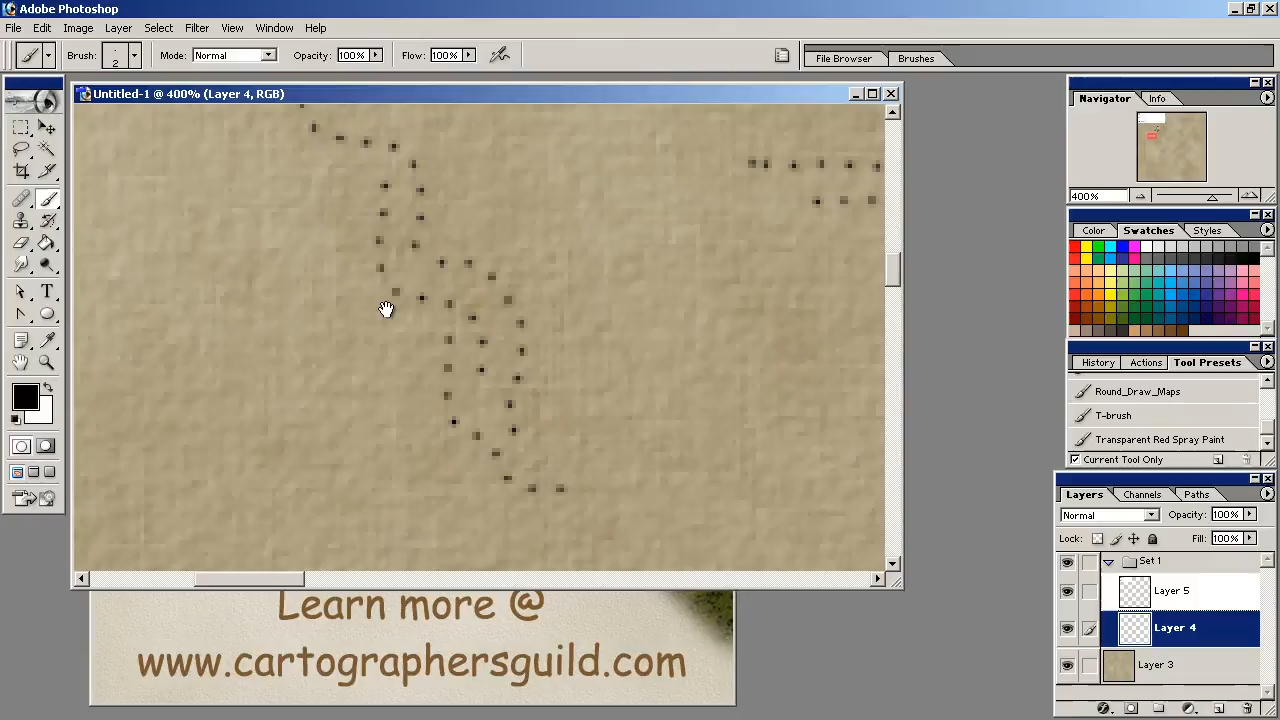 Adobe Photoshop
File Edit Image Layer Select Filter View Window Help
Brush: 2 Mode: Normal Opacity: 100% Flow: 100% File Browser Brushes
Untitled-1 @ 400% (Layer 4, RGB)
Navigator Info
400%
Color Swatches Styles
History Actions Tool Presets
Round_Draw_Maps
T-brush
Transparent Red Spray Paint
Current Tool Only
Layers Channels Paths
Normal Opacity: 100%
Lock: Fill: 100%
Set 1
Layer 5
Layer 4
Layer 3
Learn more @
www.cartographersguild.com